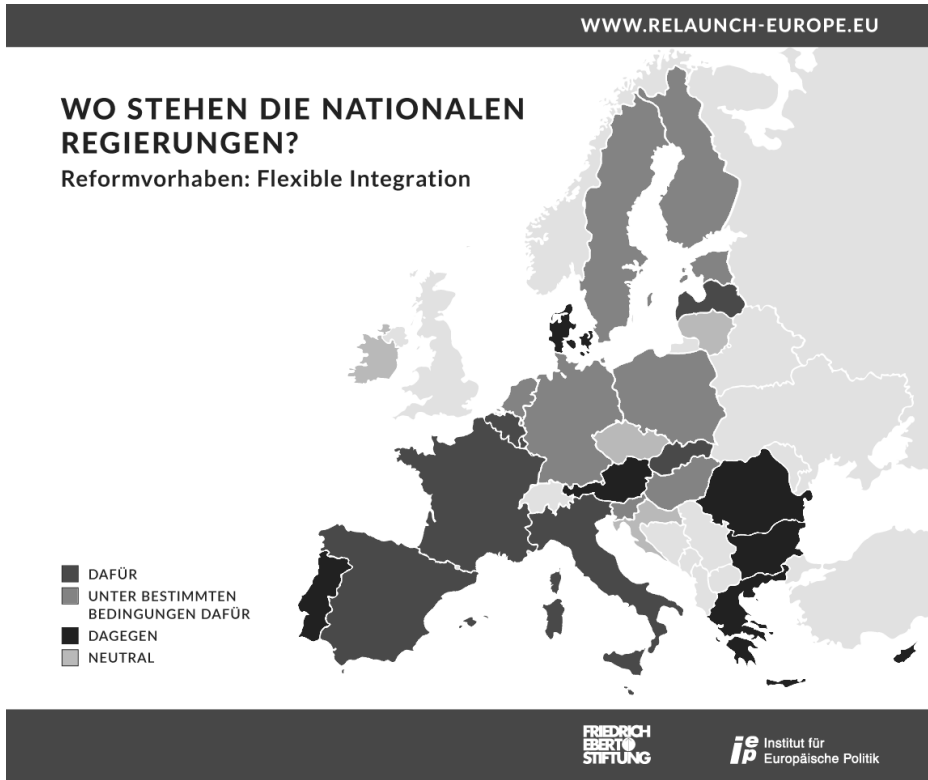 WWW.RELAUNCH-EUROPE.EU
WO STEHEN DIE NATIONALEN
REGIERUNGEN?
Reformvorhaben: Flexible Integration
DAFÜR
UNTER BESTIMMTEN
BEDINGUNGEN DAFÜR
DAGEGEN
NEUTRAL
FRIEDRICH
EBERT
STIFTUNG
iep Institut für
Europäische Politik